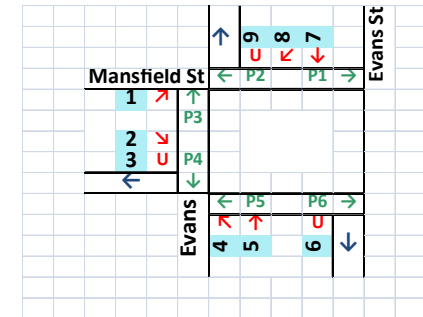 9 8 7
U ↙ ↓
Evans St
Mansfield St
← P2 P1 →
1 ↗ ↑
P3
2 ↘
3 U P4
← ↓
← P5 P6 →
Evans
↖ ↑ U
4 5 6 ↓